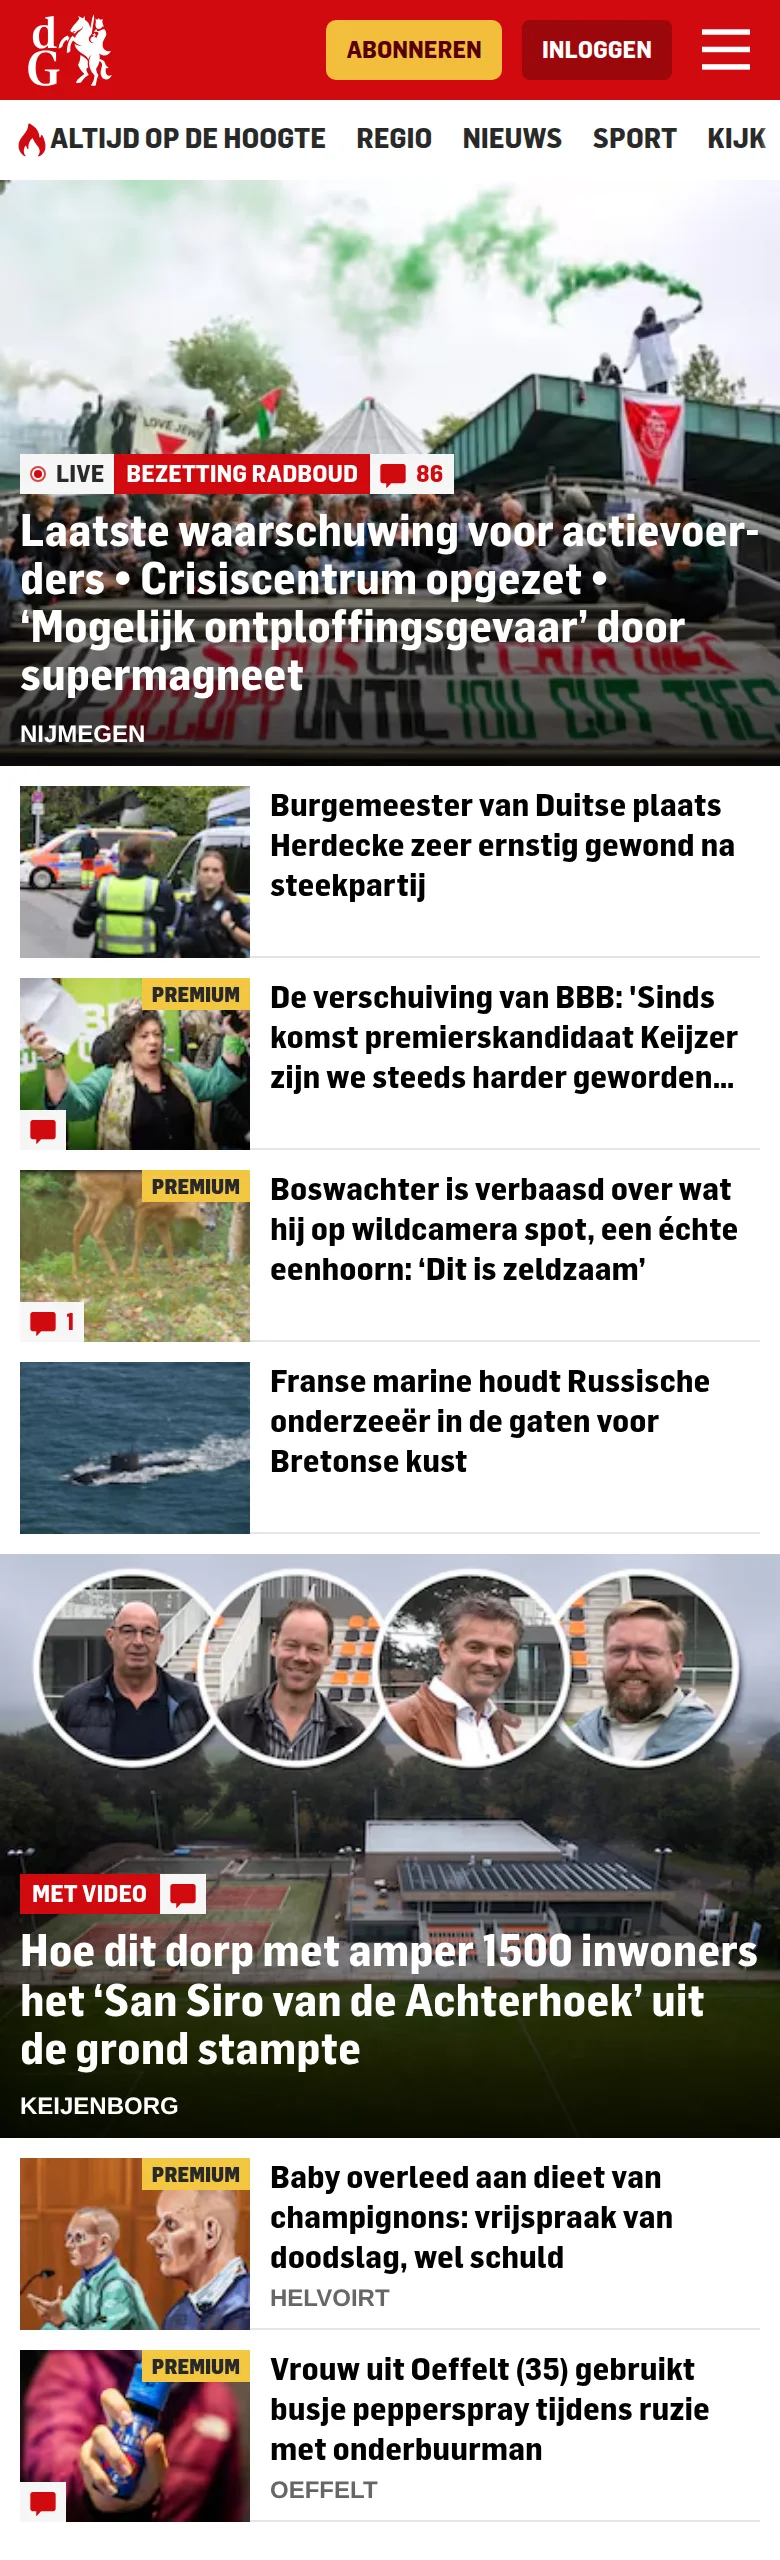 d
G
ABONNEREN
INLOGGEN
ALTIJD OP DE HOOGTE
REGIO
NIEUWS
SPORT
KIJK
LIVE
BEZETTING RADBOUD
86
Laatste waarschuwing voor actievoer-
ders • Crisiscentrum opgezet •
‘Mogelijk ontploffingsgevaar’ door
supermagneet
UNTIL YOU CUT TIES
NIJMEGEN
Burgemeester van Duitse plaats
Herdecke zeer ernstig gewond na
steekpartij
PREMIUM
De verschuiving van BBB: 'Sinds
komst premierskandidaat Keijzer
zijn we steeds harder geworden...
PREMIUM
1
Boswachter is verbaasd over wat
hij op wildcamera spot, een échte
eenhoorn: ‘Dit is zeldzaam’
Franse marine houdt Russische
onderzeeër in de gaten voor
Bretonse kust
MET VIDEO
Hoe dit dorp met amper 1500 inwoners
het ‘San Siro van de Achterhoek’ uit
de grond stampte
KEIJENBORG
PREMIUM
Baby overleed aan dieet van
champignons: vrijspraak van
doodslag, wel schuld
HELVOIRT
PREMIUM
Vrouw uit Oeffelt (35) gebruikt
busje pepperspray tijdens ruzie
met onderbuurman
OEFFELT